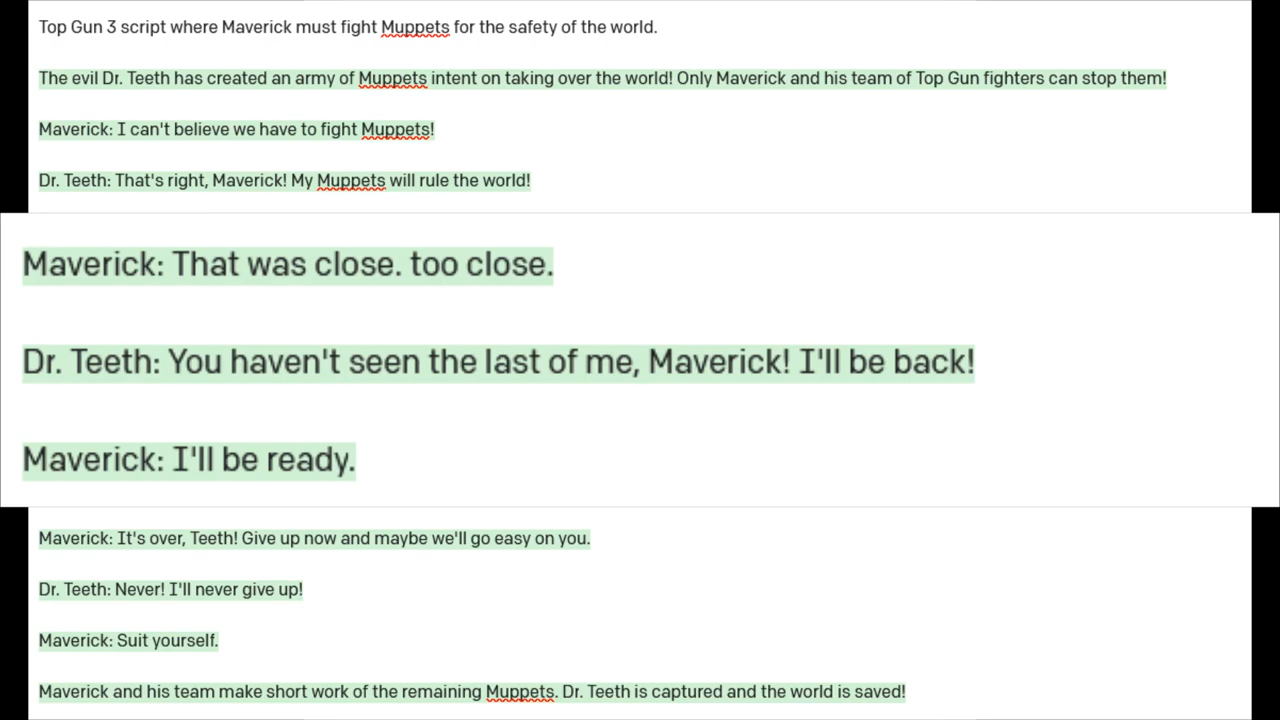 Top Gun 3 script where Maverick must fight Muppets for the safety of the world.
The evil Dr. Teeth has created an army of Muppets intent on taking over the world! Only Maverick and his team of Top Gun fighters can stop them!
Maverick: I can't believe we have to fight Muppets!
Dr. Teeth: That's right, Maverick! My Muppets will rule the world!
Maverick: That was close. too close.
Dr. Teeth: You haven't seen the last of me, Maverick! I'll be back!
Maverick: I'll be ready.
Maverick: It's over, Teeth! Give up now and maybe we'll go easy on you.
Dr. Teeth: Never! I'll never give up!
Maverick: Suit yourself.
Maverick and his team make short work of the remaining Muppets. Dr. Teeth is captured and the world is saved!